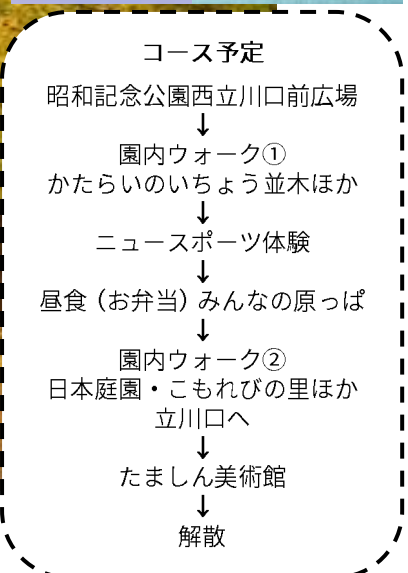 コース予定
昭和記念公園西立川口前広場
↓
園内ウォーク①
かたらいのいちょう並木ほか
↓
ニュースポーツ体験
↓
昼食（お弁当）みんなの原っぱ
↓
園内ウォーク②
日本庭園・こもれびの里ほか
立川口へ
↓
たましん美術館
↓
解散